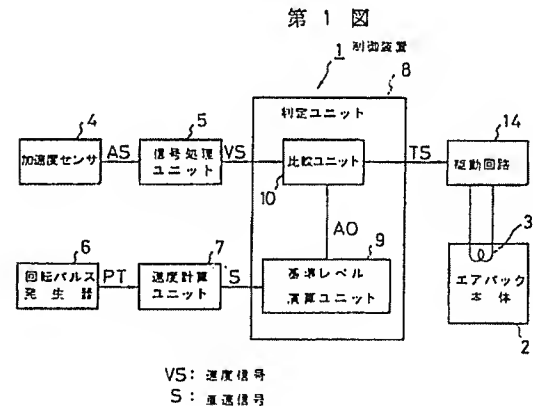 第 1 図
1 制御装置
8
4
5
判定ユニット
14
加速度センサ
AS
信号処理
ユニット
VS
比較ユニット
TS
駆動回路
10
6
7
AO
9
3
回転パルス
発生器
PT
速度計算
ユニット
S
基準レベル
演算ユニット
エアバック
本体
2
VS: 速度信号
S: 車速信号